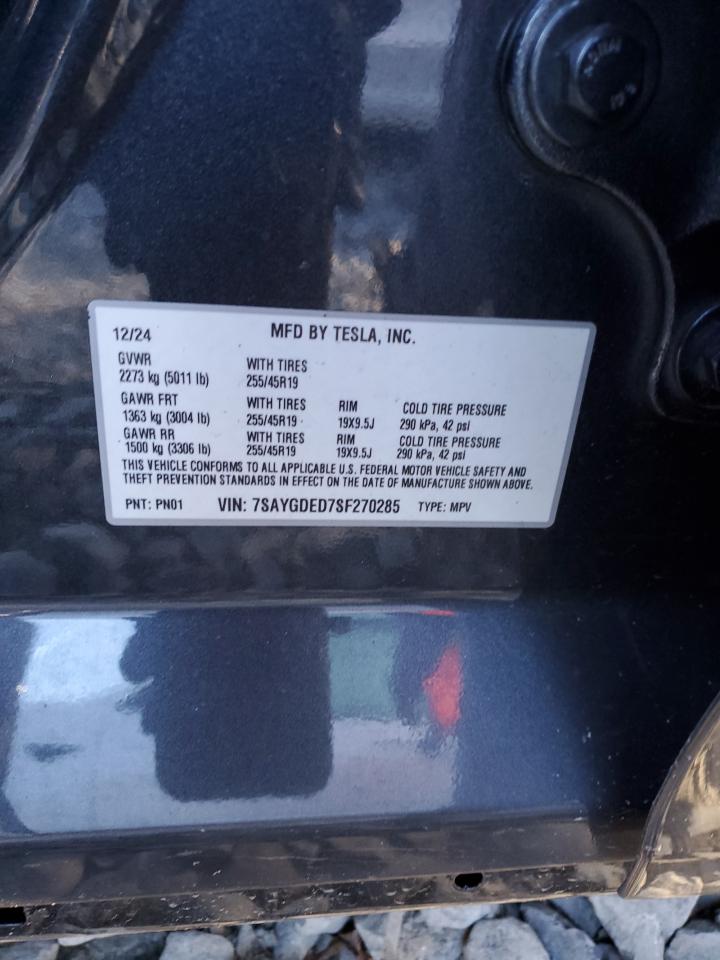 12/24 MFD BY TESLA, INC.
GVWR WITH TIRES
2273 kg (5011 lb) 255/45R19
GAWR FRT WITH TIRES RIM COLD TIRE PRESSURE
1363 kg (3004 lb) 255/45R19 19X9.5J 290 kPa, 42 psi
GAWR RR WITH TIRES RIM COLD TIRE PRESSURE
1500 kg (3306 lb) 255/45R19 19X9.5J 290 kPa, 42 psi
THIS VEHICLE CONFORMS TO ALL APPLICABLE U.S. FEDERAL MOTOR VEHICLE SAFETY AND
THEFT PREVENTION STANDARDS IN EFFECT ON THE DATE OF MANUFACTURE SHOWN ABOVE.
PNT: PN01 VIN: 7SAYGDED7SF270285 TYPE: MPV